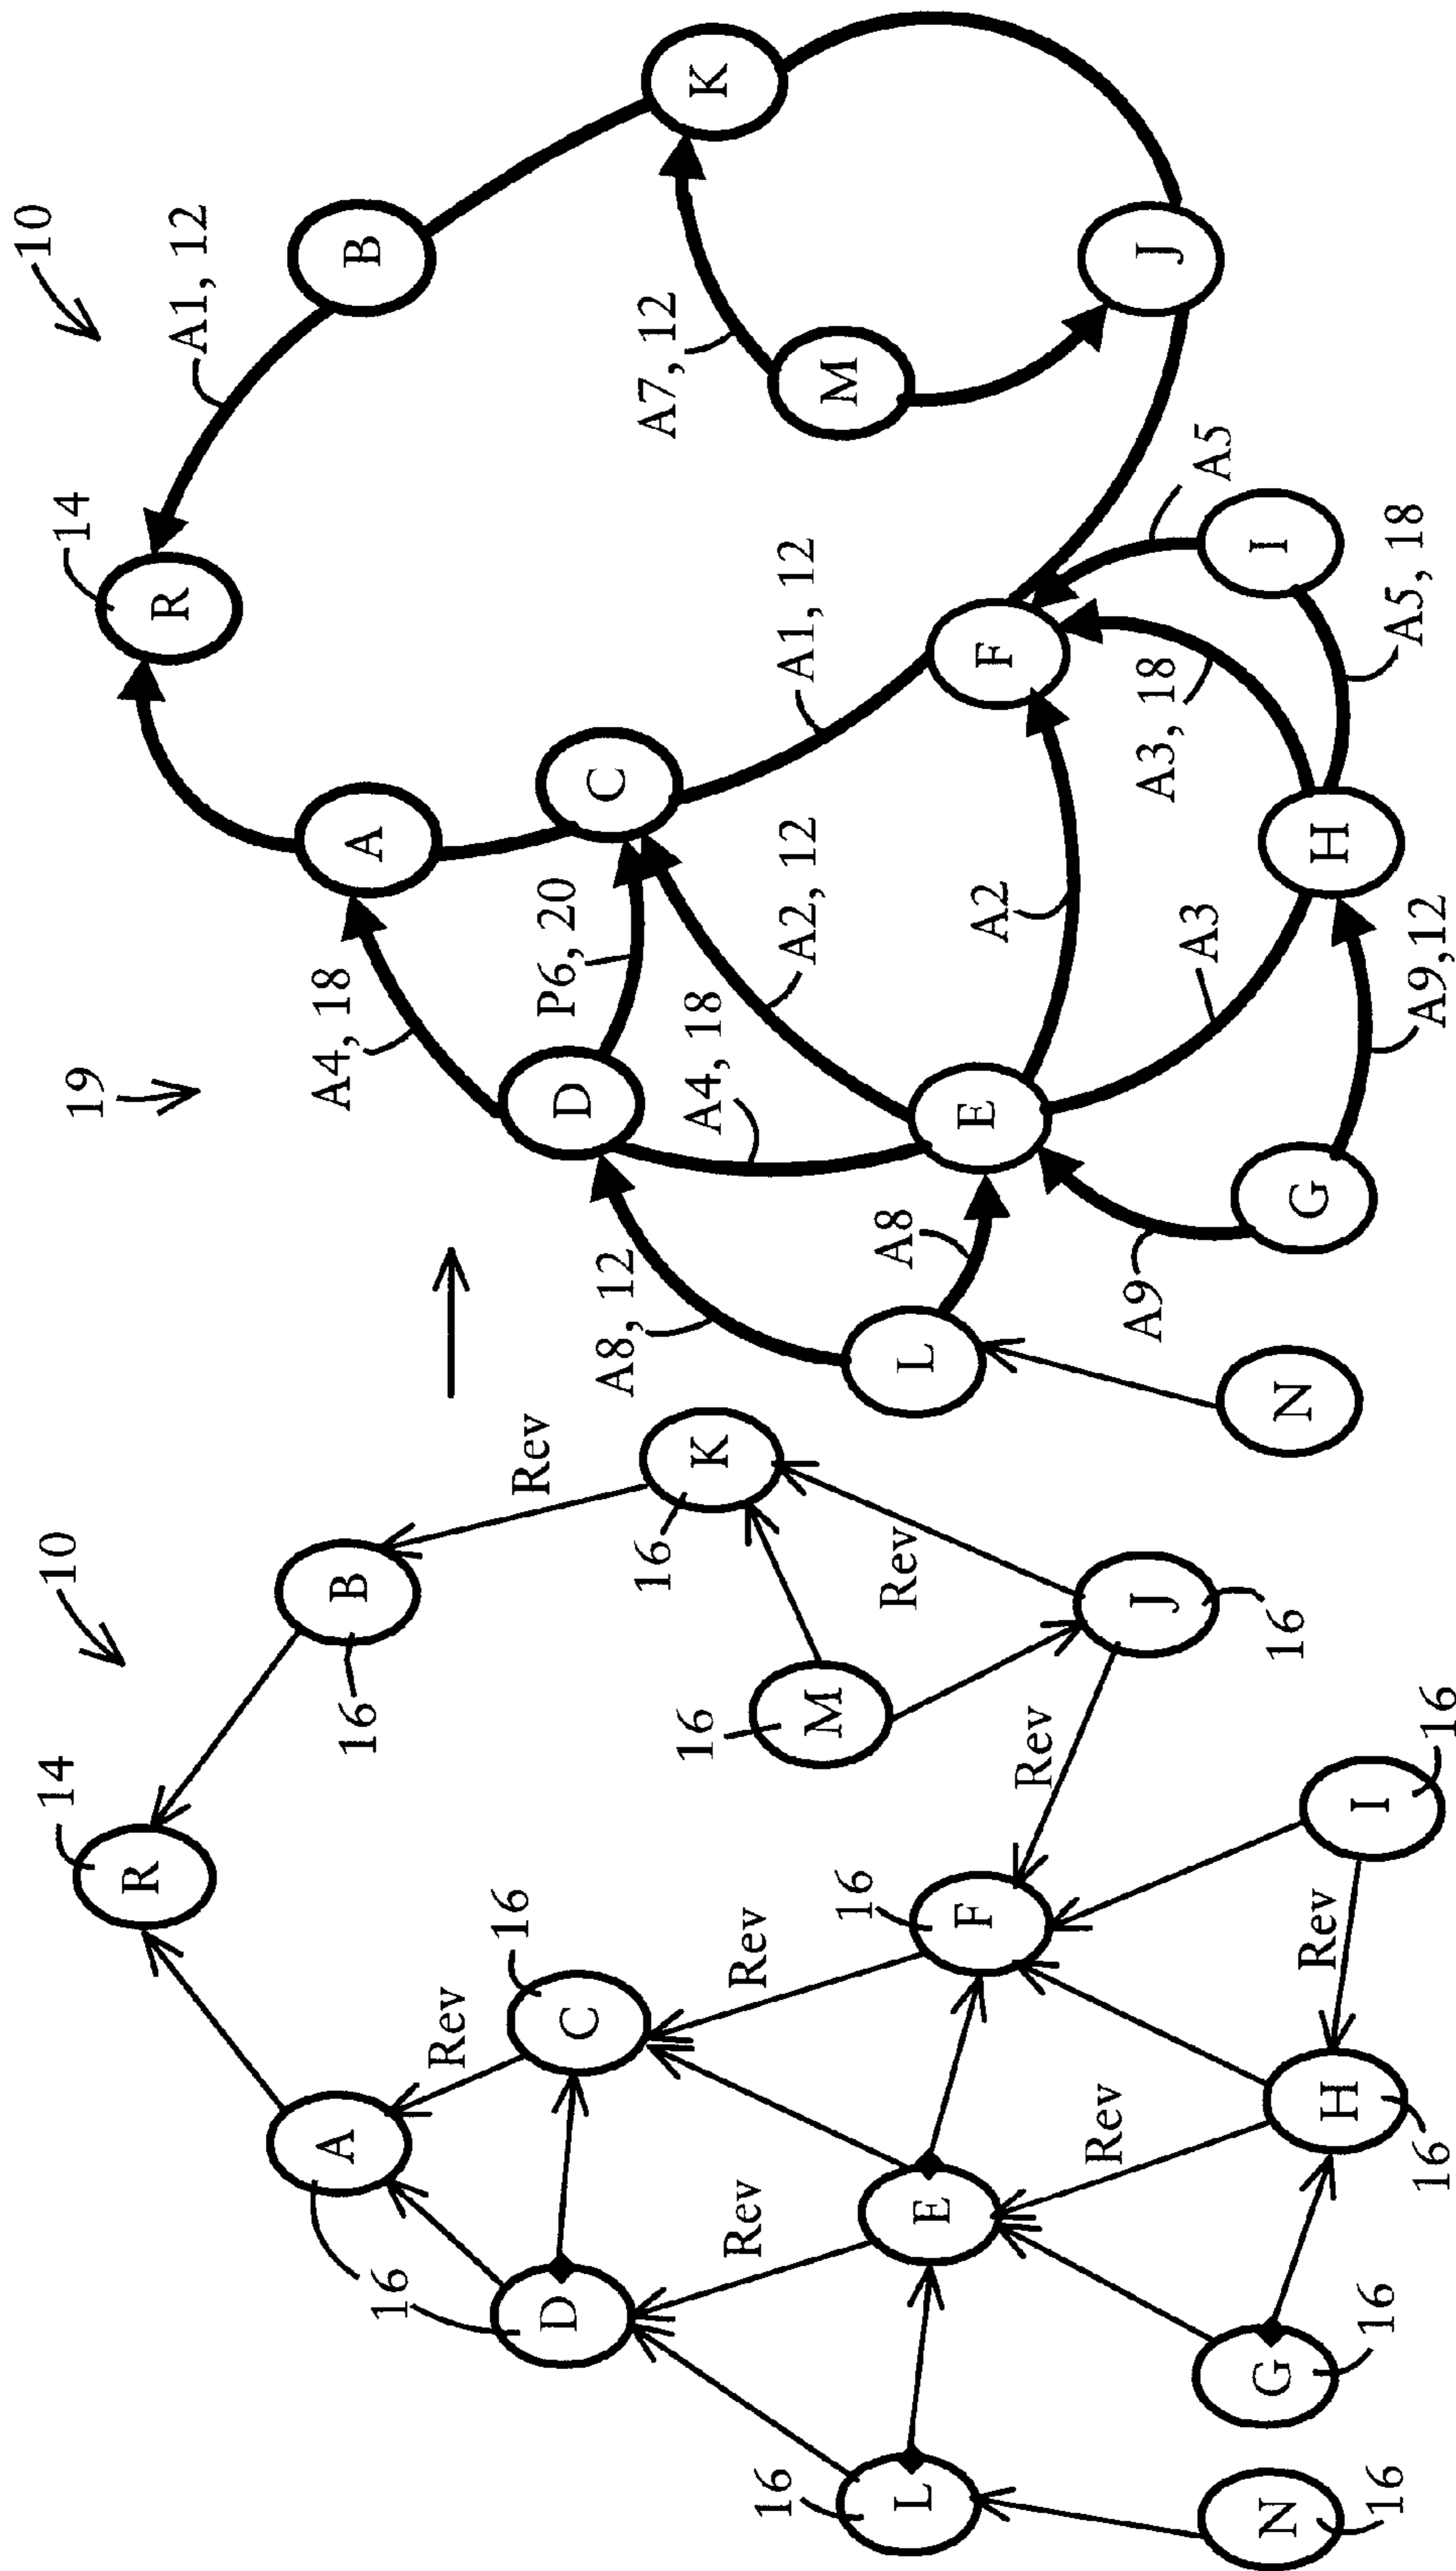 10
14
R
B
16
A
16
Rev
C
16
Rev
K
16
D
16
Rev
F
16
Rev
M
16
Rev
E
Rev
J
16
L
16
Rev
H
16
I
16
G
16
N
16
19
10
14
R
A1, 12
B
A4, 18
A
K
D
P6, 20
C
A7, 12
A8, 12
A4, 18
A2, 12
A1, 12
M
L
A8
E
A2
F
J
A5
A9
A3
A3, 18
N
G
H
I
A9,12
A5, 18